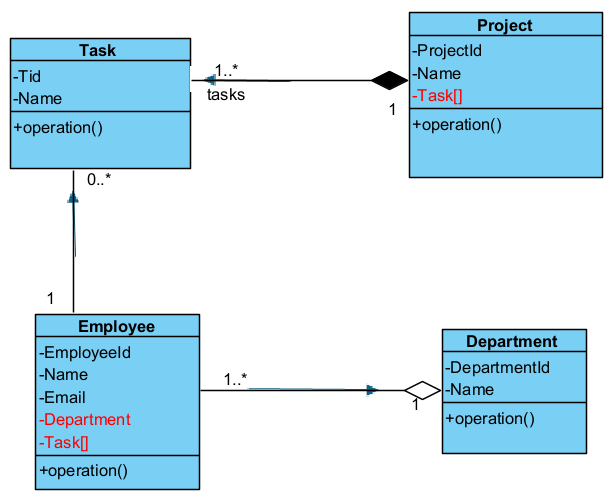 Task
-Tid
-Name
+operation()
1..*
tasks
1
Project
-ProjectId
-Name
-Task[]
+operation()
0..*
1
Employee
-EmployeeId
-Name
-Email
-Department
-Task[]
+operation()
1..*
1
Department
-DepartmentId
-Name
+operation()